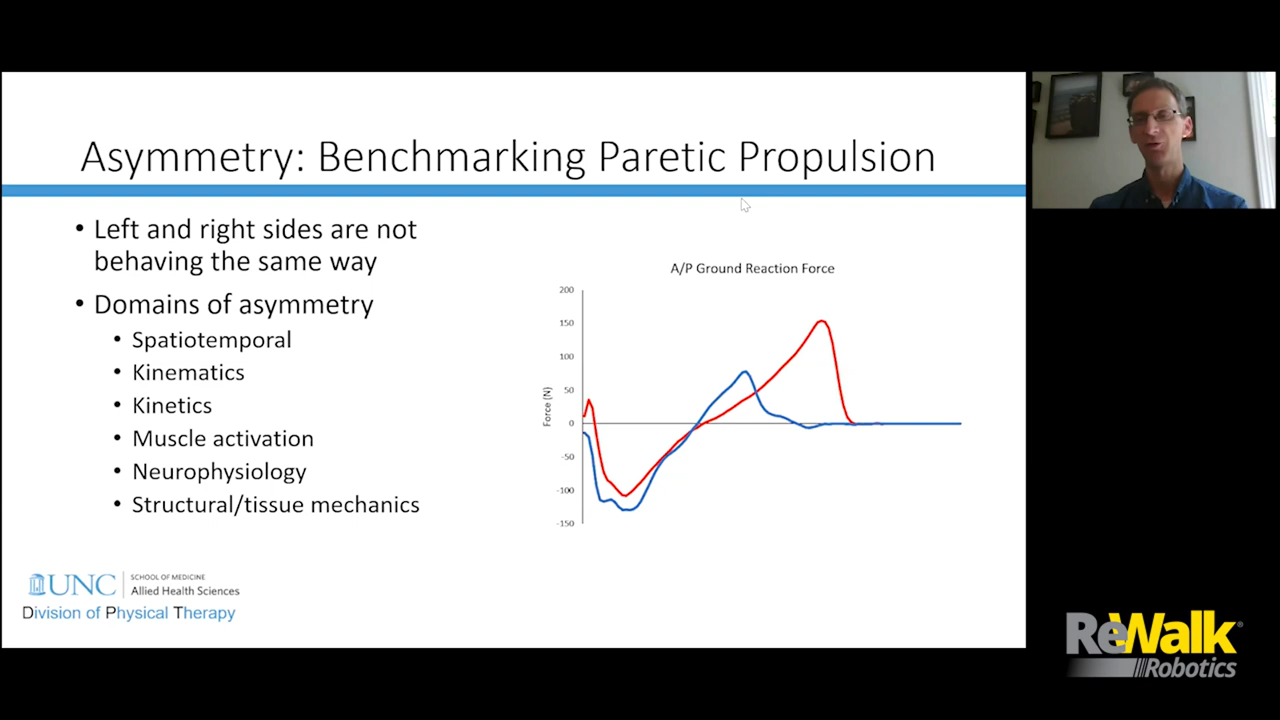 Asymmetry: Benchmarking Paretic Propulsion
• Left and right sides are not
behaving the same way
• Domains of asymmetry
• Spatiotemporal
• Kinematics
• Kinetics
• Muscle activation
• Neurophysiology
• Structural/tissue mechanics
A/P Ground Reaction Force
Force (N)
200
150
100
50
0
-50
-100
-150
UNC
SCHOOL OF MEDICINE
Allied Health Sciences
Division of Physical Therapy
ReWalk
Robotics